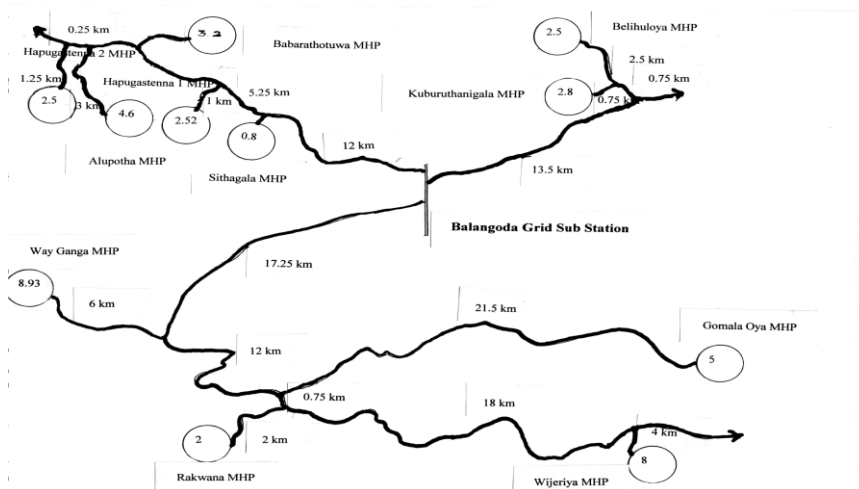 0.25 km
3.2
Babarathotuwa MHP
2.5
Belihuloya MHP
Hapugastenna 2 MHP
2.5 km
0.75 km
1.25 km
Hapugastenna 1 MHP
5.25 km
Kuburuthanigala MHP
2.8
0.75 km
2.5
3 km
4.6
1 km
2.52
0.8
Alupotha MHP
12 km
13.5 km
Sithagala MHP
Balangoda Grid Sub Station
Way Ganga MHP
17.25 km
8.93
6 km
21.5 km
Gomala Oya MHP
12 km
5
0.75 km
18 km
2
2 km
4 km
8
Rakwana MHP
Wijeriya MHP